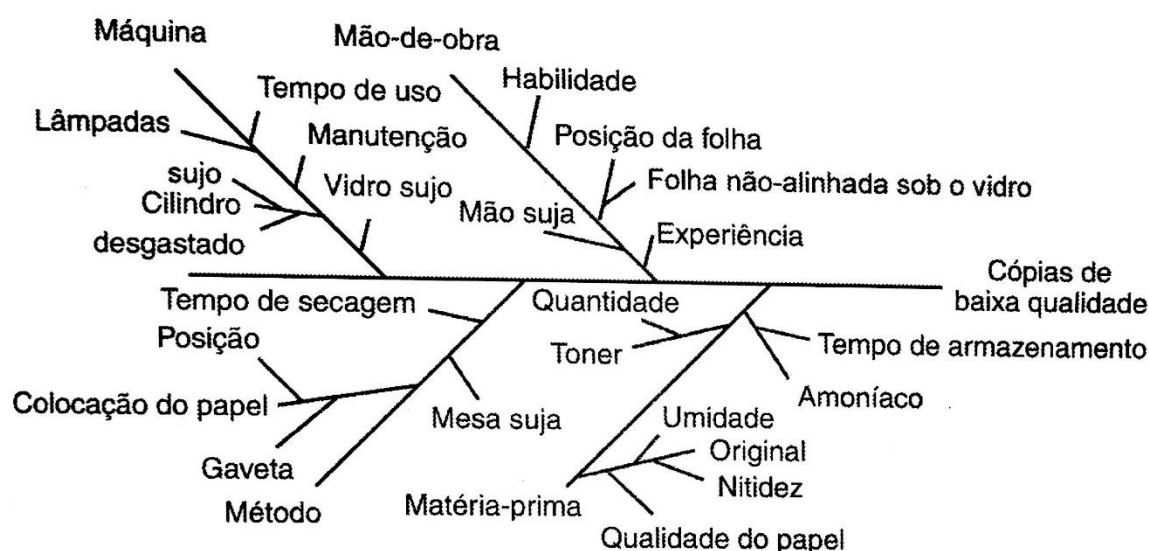 Máquina
Mão-de-obra
Tempo de uso
Habilidade
Lâmpadas
Manutenção
Posição da folha
sujo
Vidro sujo
Folha não-alinhada sob o vidro
Cilindro
Mão suja
desgastado
Experiência
Cópias de
baixa qualidade
Tempo de secagem
Quantidade
Posição
Toner
Tempo de armazenamento
Colocação do papel
Mesa suja
Amoníaco
Umidade
Gaveta
Original
Método
Matéria-prima
Nitidez
Qualidade do papel